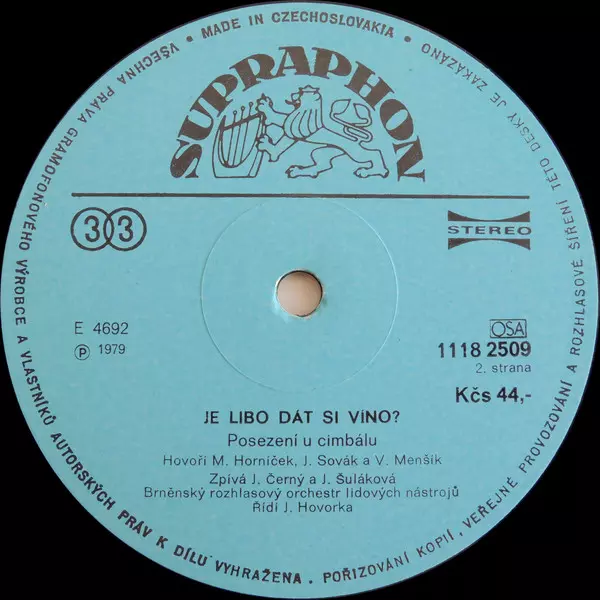 VŠECHNA PRÁVA GRAMOFONOVÉHO VÝROBCE A VLASTNÍKŮ AUTORSKÝCH PRÁV K DÍLU VYHRAŽENA. POŘIZOVÁNÍ KOPIÍ, VEŘEJNÉ PROVOZOVÁNÍ A ROZHLASOVÉ ŠÍŘENÍ TÉTO DESKY JE ZAKÁZÁNO • MADE IN CZECHOSLOVAKIA •
SUPRAPHON
33
STEREO
E 4692
OSA
℗ 1979
1118 2509
2. strana
Kčs 44,-
JE LIBO DÁT SI VÍNO?
Posezení u cimbálu
Hovoří M. Horníček, J. Sovák a V. Menšík
Zpívá J. Černý a J. Šuláková
Brněnský rozhlasový orchestr lidových nástrojů
Řídí J. Hovorka